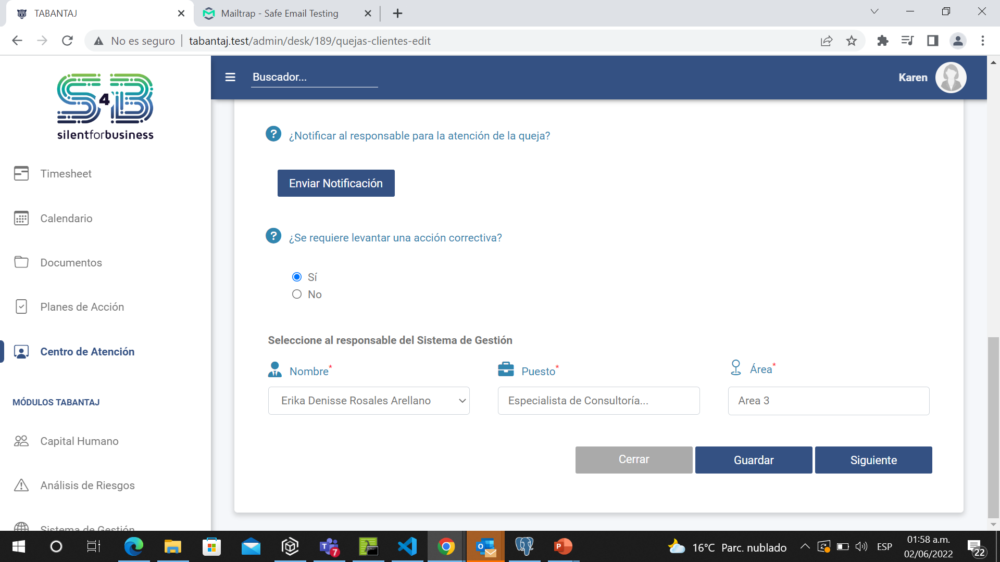 TABANTAJ
Mailtrap - Safe Email Testing
No es seguro
tabantaj.test/admin/desk/189/quejas-clientes-edit
S4B
silentforbusiness
Buscador...
Karen
Timesheet
Calendario
Documentos
Planes de Acción
Centro de Atención
MÓDULOS TABANTAJ
Capital Humano
Análisis de Riesgos
Sistema de Gestión
? ¿Notificar al responsable para la atención de la queja?
Enviar Notificación
? ¿Se requiere levantar una acción correctiva?
Sí
No
Seleccione al responsable del Sistema de Gestión
Nombre*
Puesto*
Área*
Erika Denisse Rosales Arellano
Especialista de Consultoría...
Area 3
Cerrar
Guardar
Siguiente
7
16°C Parc. nublado
ESP
01:58 a.m.
02/06/2022
22